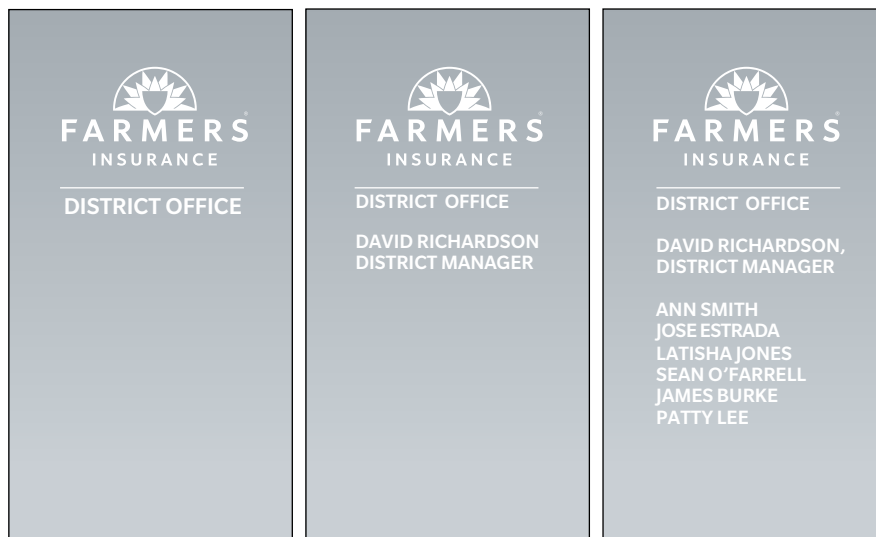 FARMERS®
INSURANCE
DISTRICT OFFICE
FARMERS®
INSURANCE
DISTRICT OFFICE
DAVID RICHARDSON
DISTRICT MANAGER
FARMERS®
INSURANCE
DISTRICT OFFICE
DAVID RICHARDSON,
DISTRICT MANAGER
ANN SMITH
JOSE ESTRADA
LATISHA JONES
SEAN O’FARRELL
JAMES BURKE
PATTY LEE